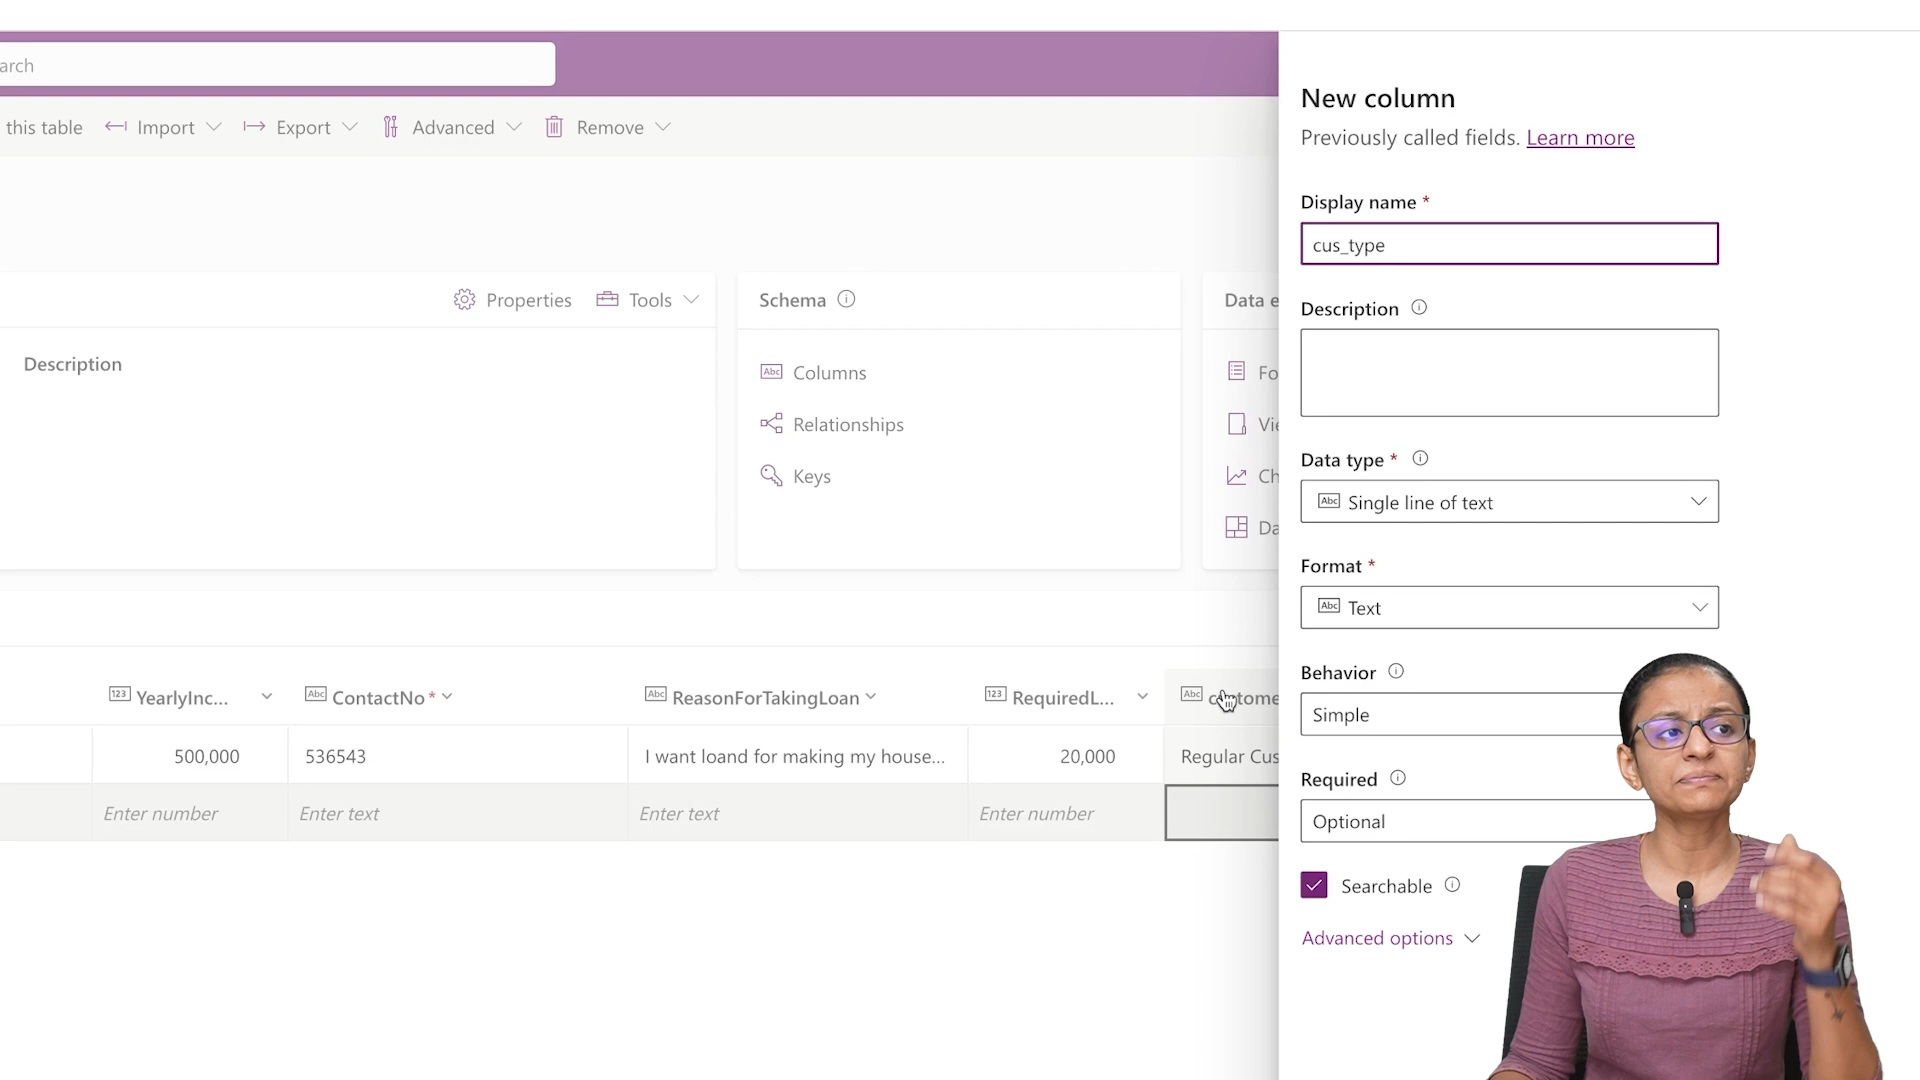 arch
this table Import Export Advanced Remove
Properties Tools
Description
Schema
Columns
Relationships
Keys
Data e
Fo
Vie
Ch
Da
123 YearlyInc... Abc ContactNo * Abc ReasonForTakingLoan 123 RequiredL... Abc
500,000 536543 I want loand for making my house... 20,000 Regular Cus
Enter number Enter text Enter text Enter number
New column
Previously called fields. Learn more
Display name *
cus_type
Description
Data type *
Abc Single line of text
Format *
Abc Text
Behavior
Simple
Required
Optional
Searchable
Advanced options